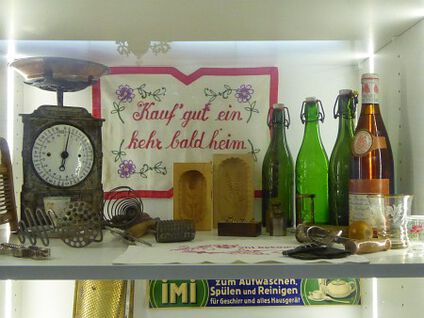 Kauf' gut ein
kehr bald heim
iMi
zum Aufwaschen,
Spülen und Reinigen
für Geschirr und alles Hausgerät